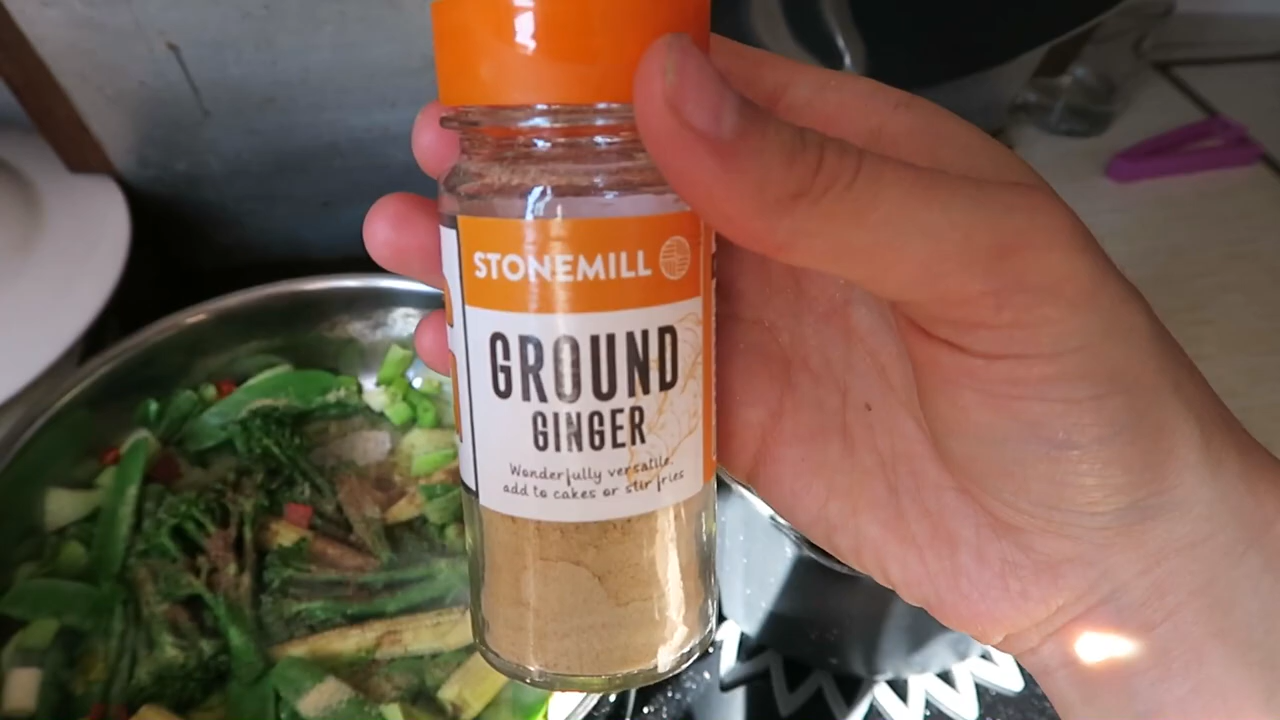 STONEMILL
GROUND
GINGER
Wonderfully versatile,
add to cakes or stir fries